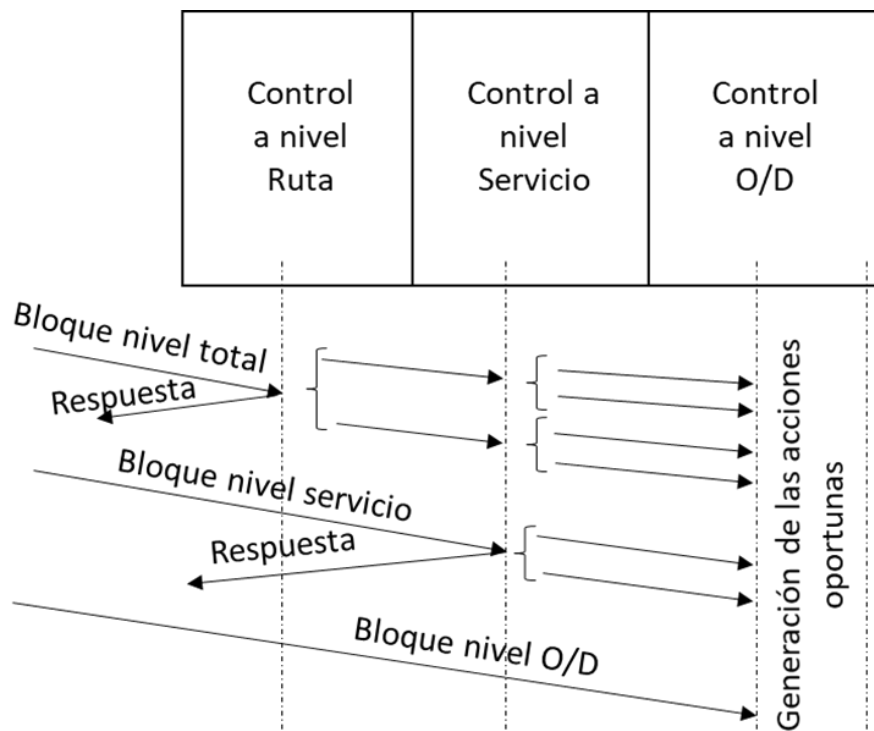 Control
a nivel
Ruta
Control a
nivel
Servicio
Control
a nivel
O/D
Bloque nivel total
Respuesta
Bloque nivel servicio
Respuesta
Bloque nivel O/D
Generación de las acciones
oportunas